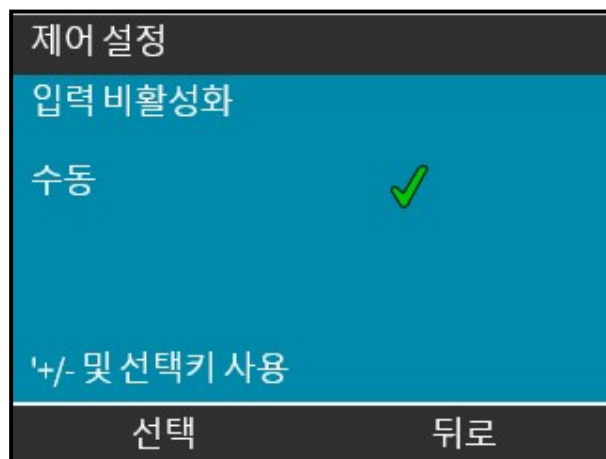 제어 설정
입력 비활성화
수동
'+/- 및 선택키 사용
선택 뒤로